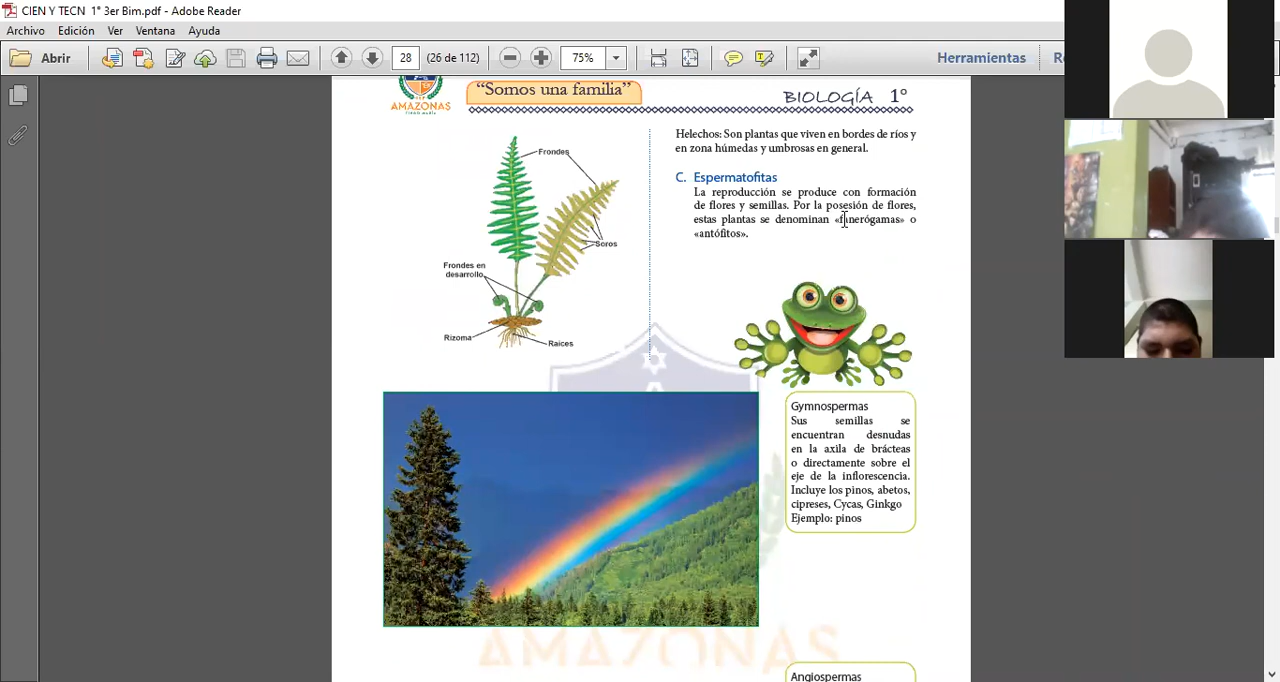 CIEN Y TECN 1° 3er Bim.pdf - Adobe Reader
Archivo Edición Ver Ventana Ayuda
Abrir
28
(26 de 112)
75%
Herramientas
AMAZONAS
“Somos una familia”
BIOLOGÍA 1°
Frondes
Soros
Frondes en
desarrollo
Rizoma
Raíces
Helechos: Son plantas que viven en bordes de ríos y
en zona húmedas y umbrosas en general.
C. Espermatofitas
La reproducción se produce con formación
de flores y semillas. Por la posesión de flores,
estas plantas se denominan «fanerógamas» o
«antófitos».
Gymnospermas
Sus semillas se
encuentran desnudas
en la axila de brácteas
o directamente sobre el
eje de la inflorescencia.
Incluye los pinos, abetos,
cipreses, Cycas, Ginkgo
Ejemplo: pinos
AMAZONAS
Angiospermas